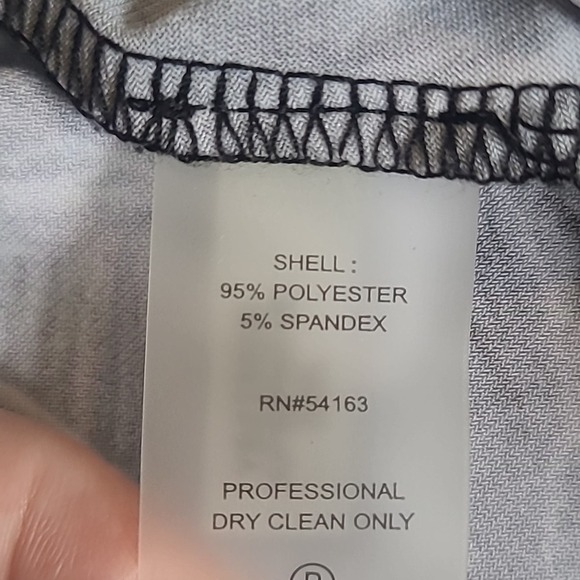 SHELL :
95% POLYESTER
5% SPANDEX
RN#54163
PROFESSIONAL
DRY CLEAN ONLY